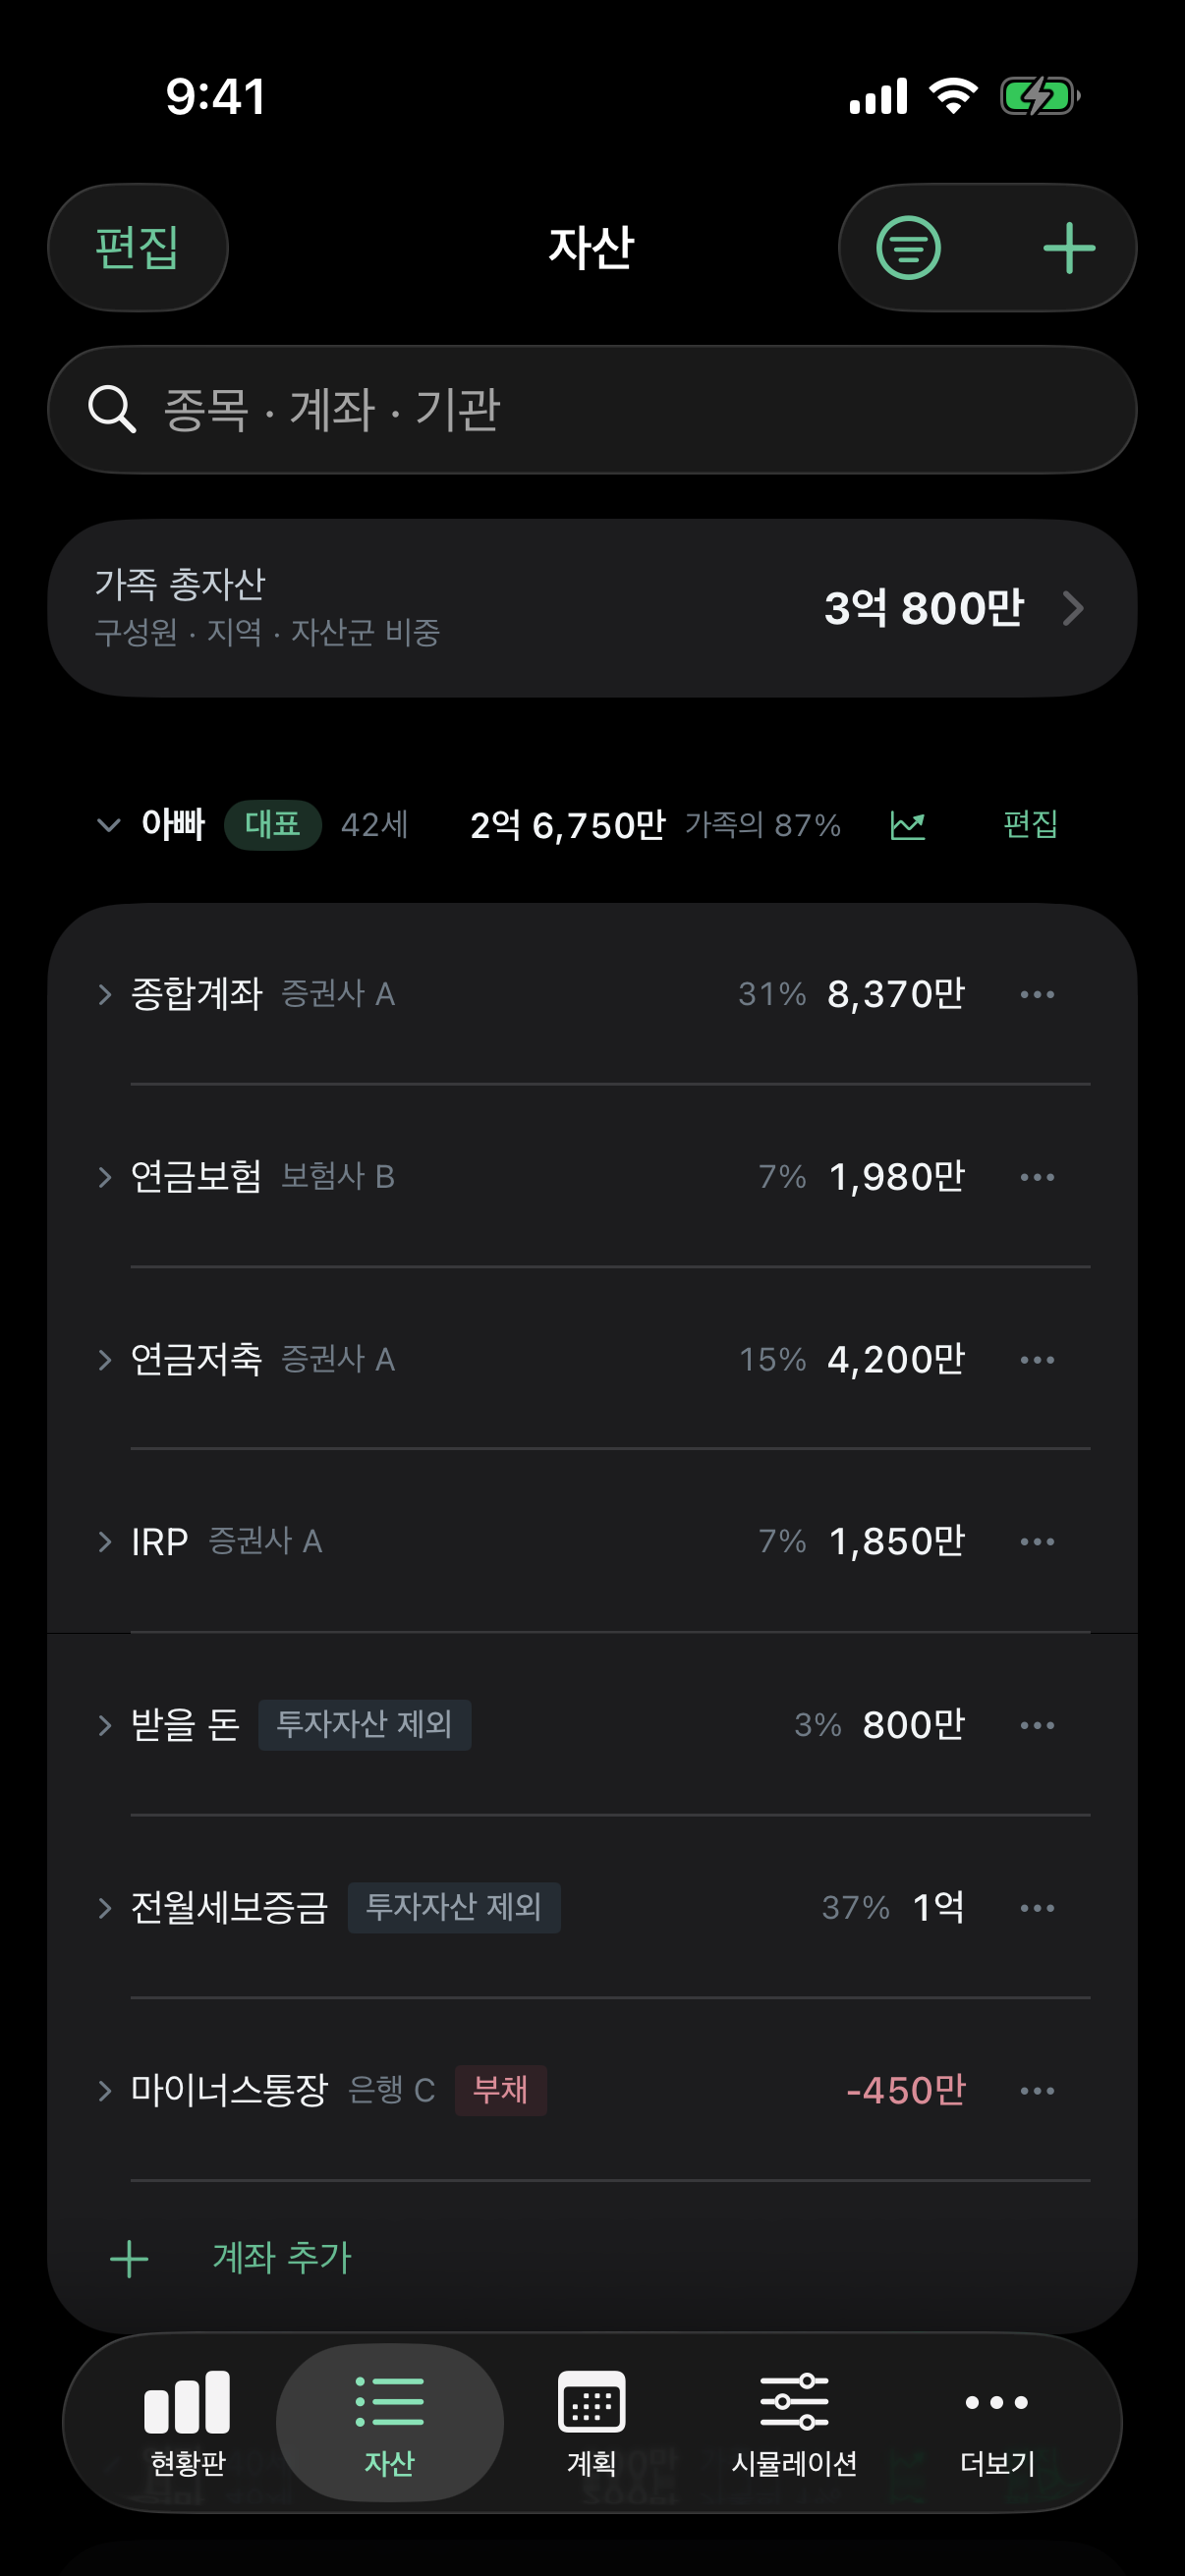 9:41
편집
자산
종목 · 계좌 · 기관
가족 총자산
구성원 · 지역 · 자산군 비중
3억 800만
아빠 대표 42세 2억 6,750만 가족의 87% 편집
종합계좌 증권사 A 31% 8,370만
연금보험 보험사 B 7% 1,980만
연금저축 증권사 A 15% 4,200만
IRP 증권사 A 7% 1,850만
받을 돈 투자자산 제외 3% 800만
전월세보증금 투자자산 제외 37% 1억
마이너스통장 은행 C 부채 -450만
계좌 추가
현황판 자산 계획 시뮬레이션 더보기